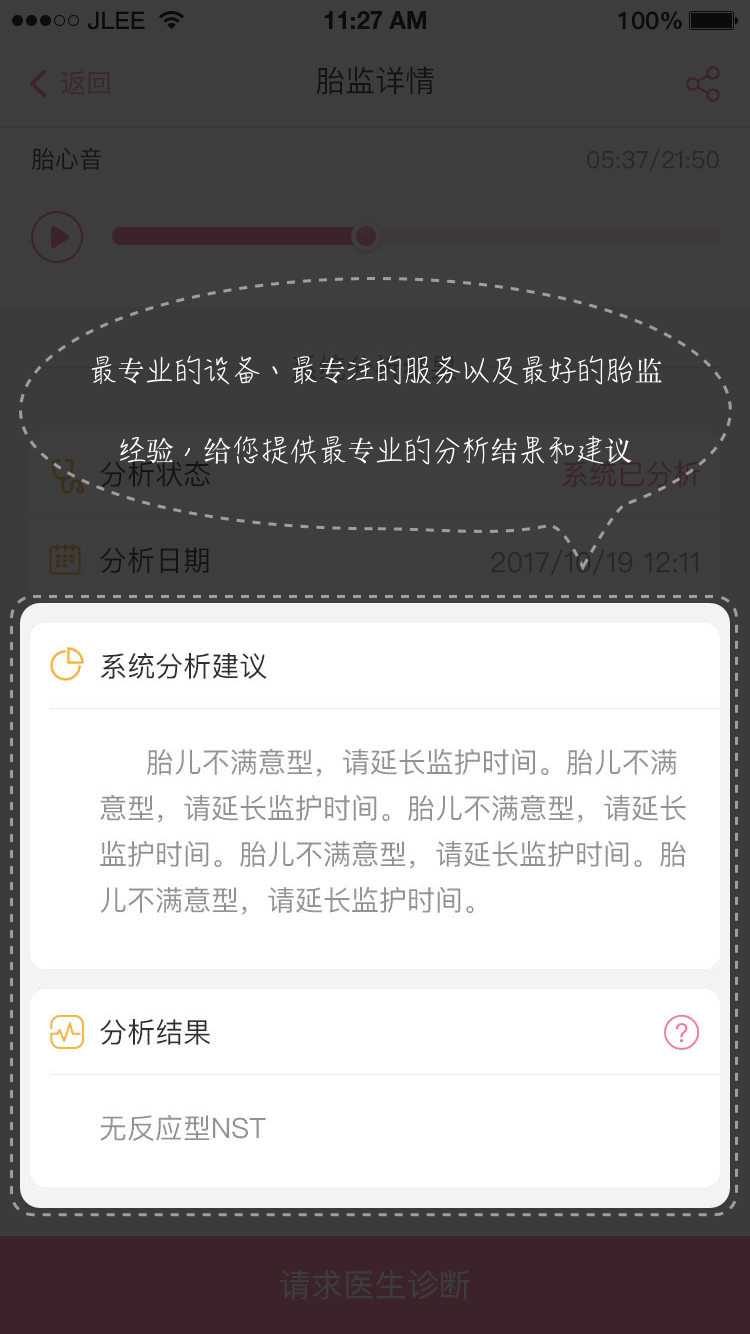 JLEE
11:27 AM
100%
返回
胎监详情
胎心音
05:37/21:50
最专业的设备、最专注的服务以及最好的胎监
经验，给您提供最专业的分析结果和建议
分析状态
系统已分析
分析日期
2017/10/19 12:11
系统分析建议
胎儿不满意型，请延长监护时间。胎儿不满
意型，请延长监护时间。胎儿不满意型，请延长
监护时间。胎儿不满意型，请延长监护时间。胎
儿不满意型，请延长监护时间。
分析结果
?
无反应型NST
请求医生诊断